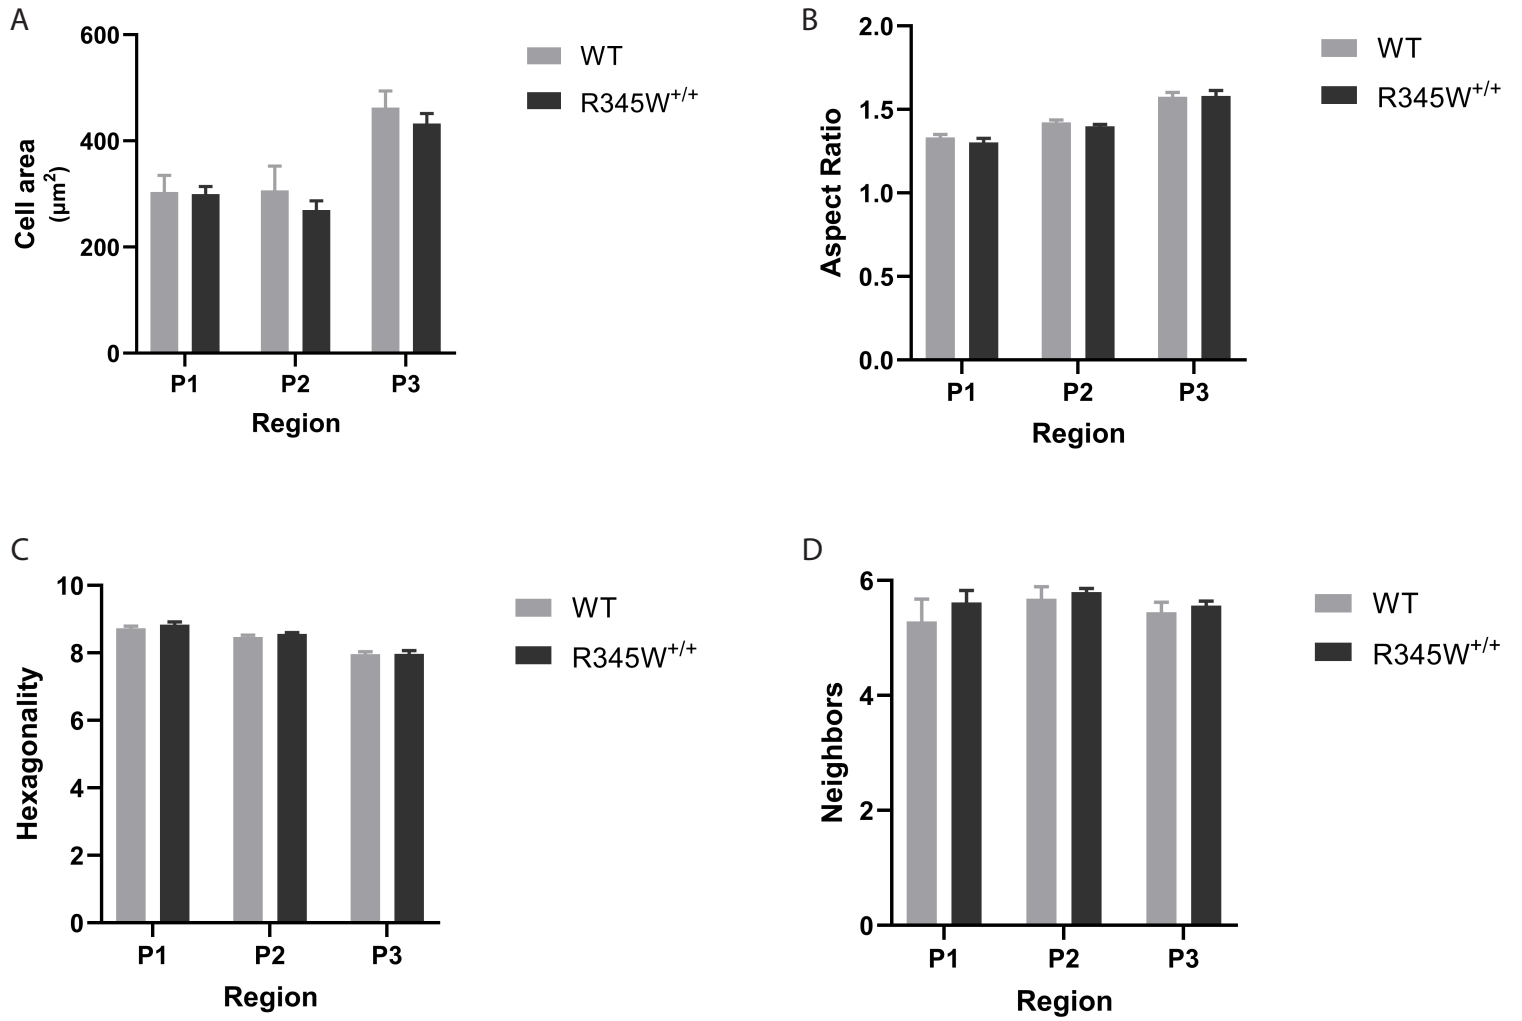 A
600
400
200
0
Cell area
(µm²)
P1 P2 P3
Region
WT
R345W+/+
B
2.0
1.5
1.0
0.5
0.0
Aspect Ratio
P1 P2 P3
Region
WT
R345W+/+
C
10
8
6
4
2
0
Hexagonality
P1 P2 P3
Region
WT
R345W+/+
D
6
4
2
0
Neighbors
P1 P2 P3
Region
WT
R345W+/+